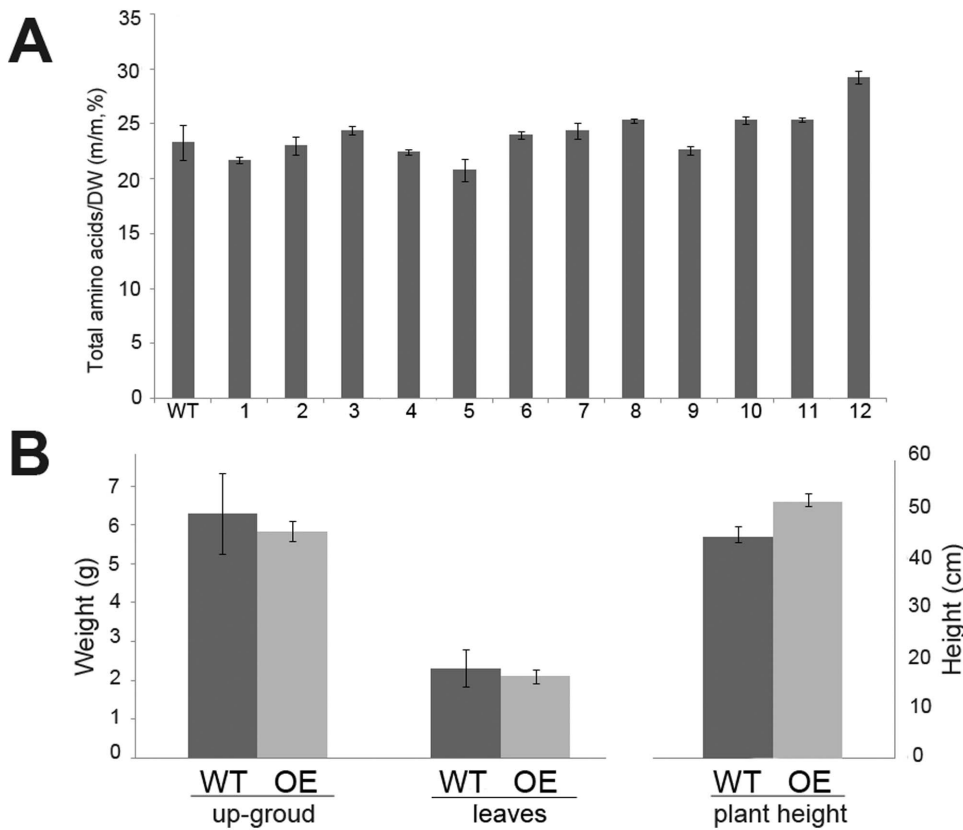 A
Total amino acids/DW (m/m,%)
35
30
25
20
15
10
5
0
WT 1 2 3 4 5 6 7 8 9 10 11 12
B
Weight (g)
7
6
5
4
3
2
1
0
WT OE
up-groud
WT OE
leaves
WT OE
plant height
60
50
40
30
20
10
0
Height (cm)